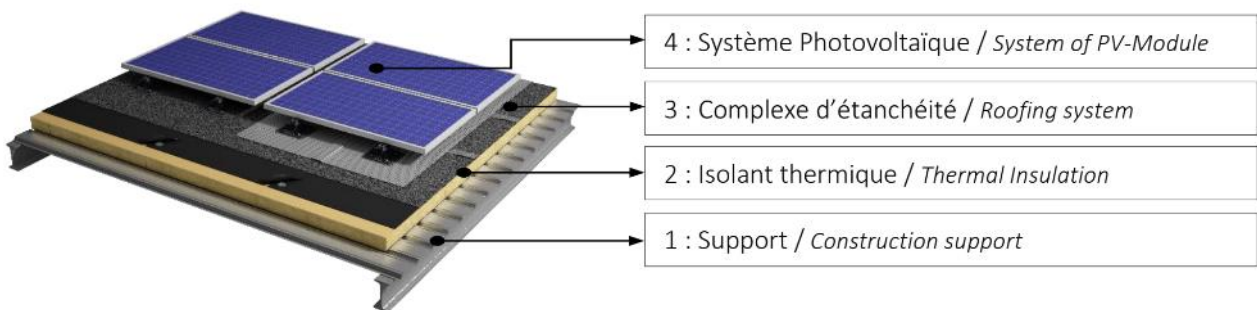 4 : Système Photovoltaïque / System of PV-Module
3 : Complexe d'étanchéité / Roofing system
2 : Isolant thermique / Thermal Insulation
1 : Support / Construction support